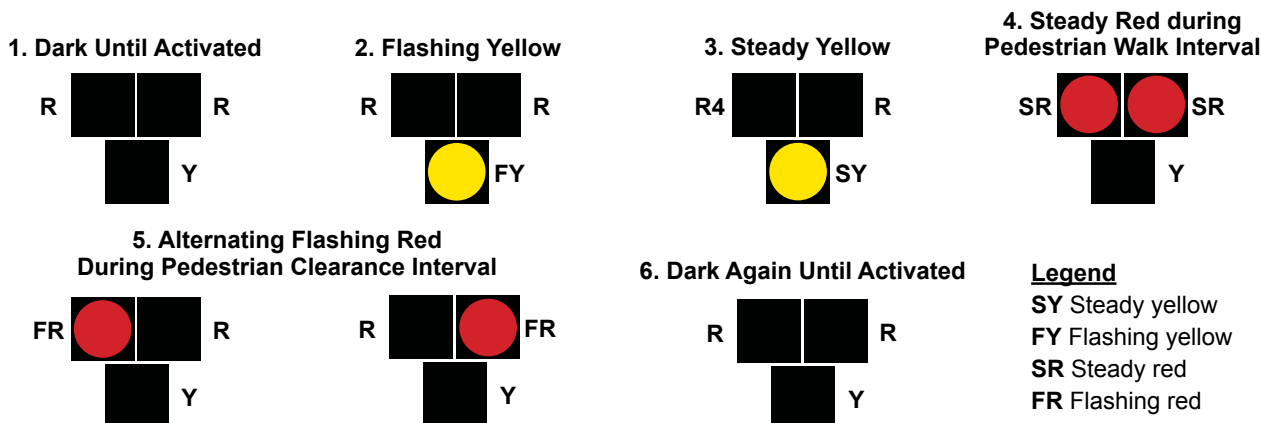 1. Dark Until Activated
R
R
Y
2. Flashing Yellow
R
R
FY
3. Steady Yellow
R4
R
SY
4. Steady Red during
Pedestrian Walk Interval
SR
SR
Y
5. Alternating Flashing Red
During Pedestrian Clearance Interval
FR
R
Y
R
FR
Y
6. Dark Again Until Activated
R
R
Y
Legend
SY Steady yellow
FY Flashing yellow
SR Steady red
FR Flashing red